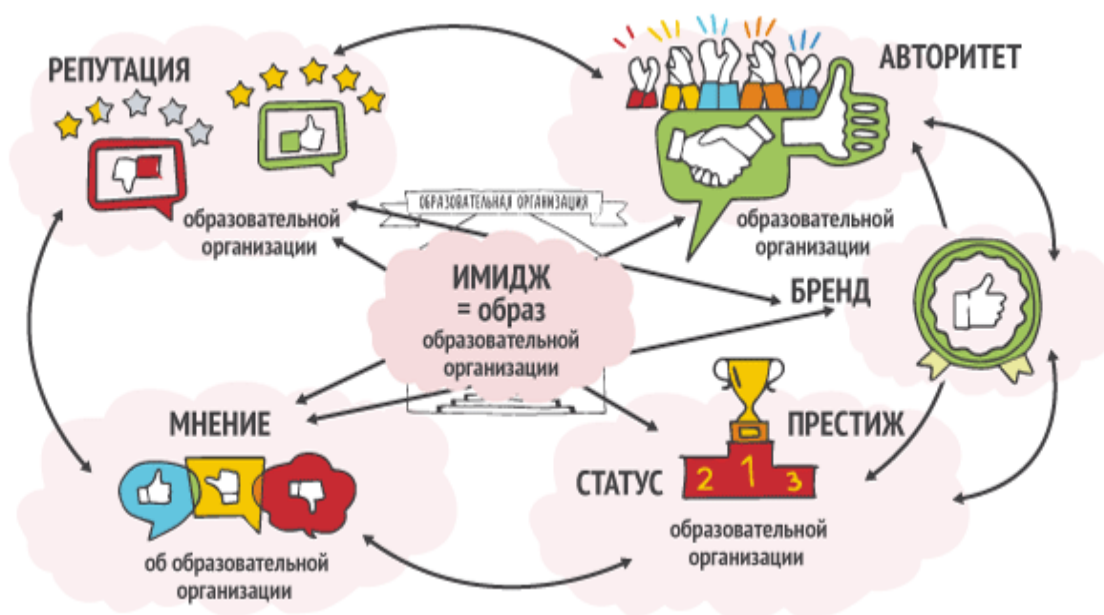 РЕПУТАЦИЯ
образовательной
организации
АВТОРИТЕТ
образовательной
организации
ОБРАЗОВАТЕЛЬНАЯ ОРГАНИЗАЦИЯ
ИМИДЖ
= образ
образовательной
организации
БРЕНД
МНЕНИЕ
об образовательной
организации
ПРЕСТИЖ
СТАТУС
2 1 3
образовательной
организации